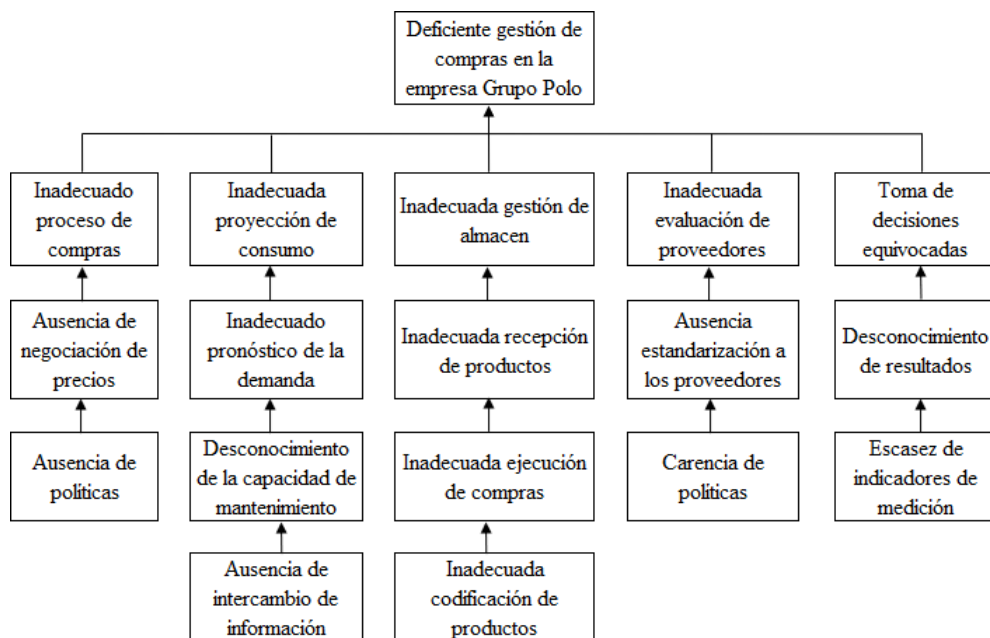 Deficiente gestión de
compras en la
empresa Grupo Polo
Inadecuado
proceso de
compras
Inadecuada
proyección de
consumo
Inadecuada gestión de
almacen
Inadecuada
evaluación de
proveedores
Toma de
decisiones
equivocadas
Ausencia de
negociación de
precios
Inadecuado
pronóstico de la
demanda
Inadecuada recepción
de productos
Ausencia
estandarización a
los proveedores
Desconocimiento
de resultados
Ausencia de
políticas
Desconocimiento
de la capacidad de
mantenimiento
Inadecuada ejecución
de compras
Carencia de
políticas
Escasez de
indicadores de
medición
Ausencia de
intercambio de
información
Inadecuada
codificación de
productos